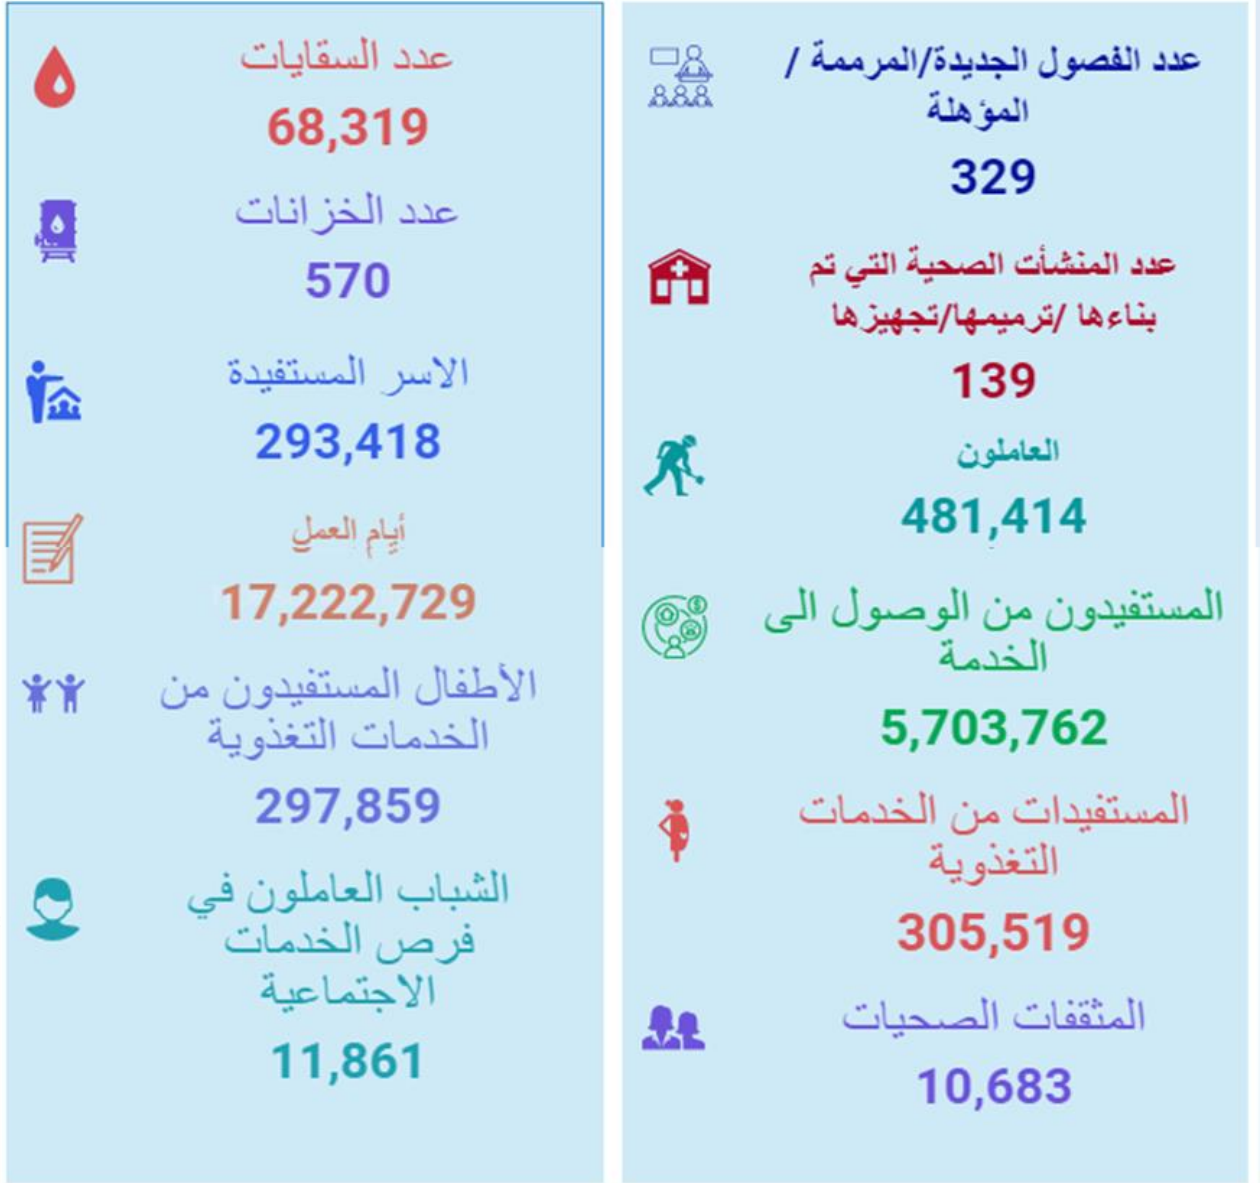 عدد الفصول الجديدة/المرممة /
المؤهلة
329
عدد المنشأت الصحية التي تم
بناءها /ترميمها/تجهيزها
139
العاملون
481,414
المستفيدون من الوصول الى
الخدمة
5,703,762
المستفيدات من الخدمات
التغذوية
305,519
المثقفات الصحيات
10,683
عدد السقايات
68,319
عدد الخزانات
570
الاسر المستفيدة
293,418
أيام العمل
17,222,729
الأطفال المستفيدون من
الخدمات التغذوية
297,859
الشباب العاملون في
فرص الخدمات
الاجتماعية
11,861